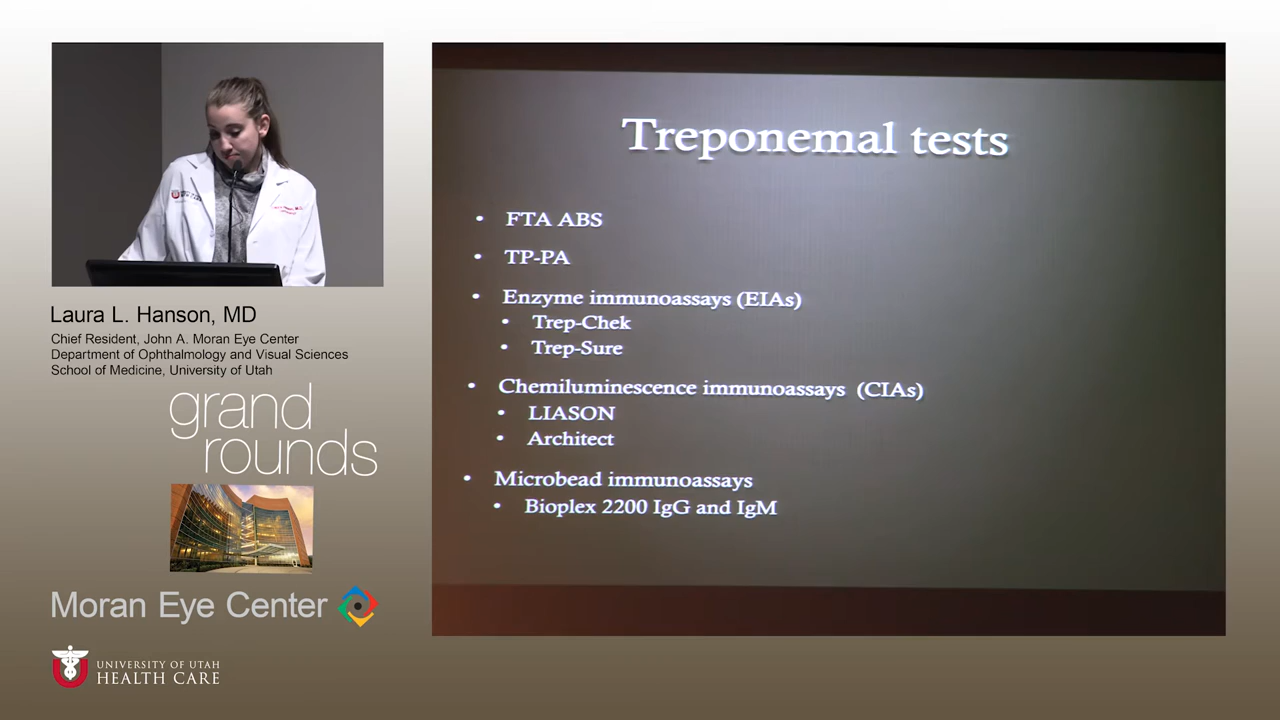 Treponemal tests
• FTA ABS
• TP-PA
• Enzyme immunoassays (EIAs)
• Trep-Chek
• Trep-Sure
• Chemiluminescence immunoassays (CIAs)
• LIASON
• Architect
• Microbead immunoassays
• Bioplex 2200 IgG and IgM
Laura L. Hanson, MD
Chief Resident, John A. Moran Eye Center
Department of Ophthalmology and Visual Sciences
School of Medicine, University of Utah
grand
rounds
Moran Eye Center
UNIVERSITY OF UTAH
HEALTH CARE